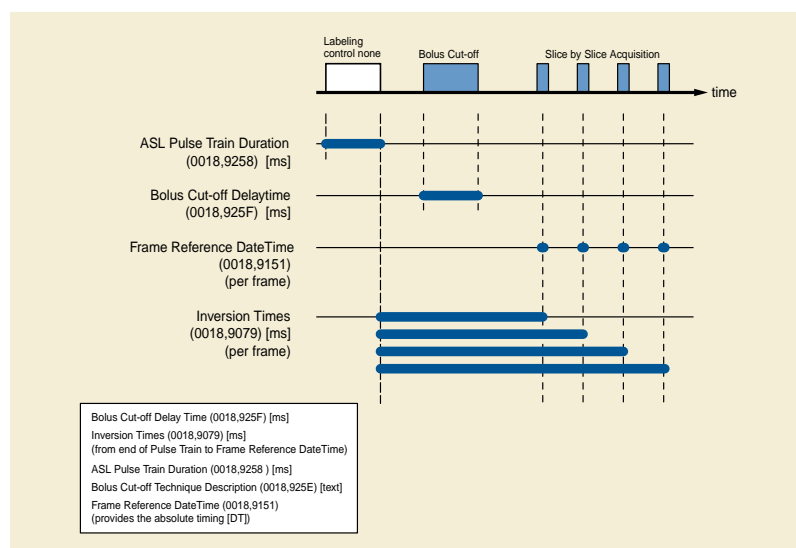 Labeling
control none
Bolus Cut-off
Slice by Slice Acquisition
time
ASL Pulse Train Duration
(0018,9258) [ms]
Bolus Cut-off Delaytime
(0018,925F) [ms]
Frame Reference DateTime
(0018,9151)
(per frame)
Inversion Times
(0018,9079) [ms]
(per frame)
Bolus Cut-off Delay Time (0018,925F) [ms]
Inversion Times (0018,9079) [ms]
(from end of Pulse Train to Frame Reference DateTime)
ASL Pulse Train Duration (0018,9258 ) [ms]
Bolus Cut-off Technique Description (0018,925E) [text]
Frame Reference DateTime (0018,9151)
(provides the absolute timing [DT])